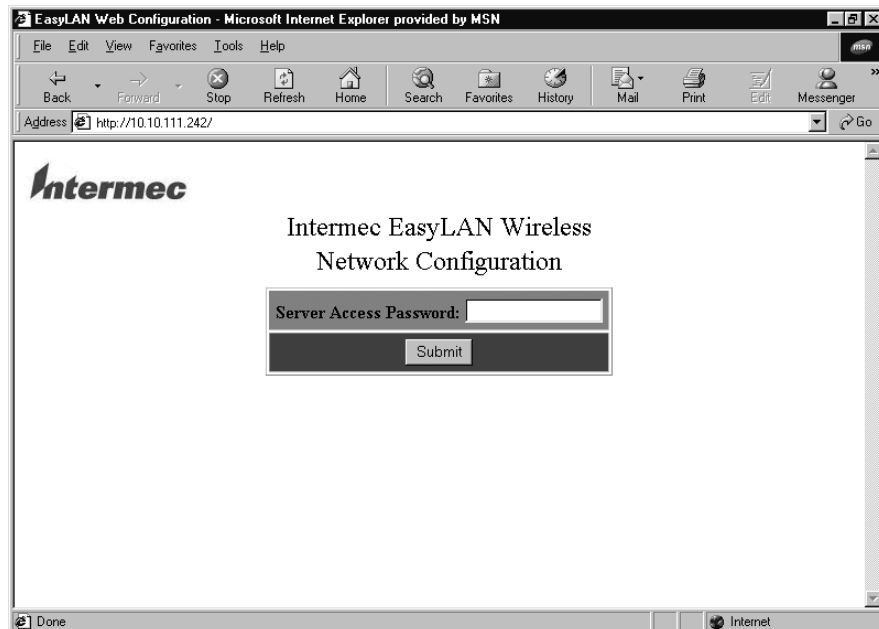 EasyLAN Web Configuration - Microsoft Internet Explorer provided by MSN
File Edit View Favorites Tools Help
msn
Back Forward Stop Refresh Home Search Favorites History Mail Print Edit Messenger »
Address http://10.10.111.242/ Go
Intermec
Intermec EasyLAN Wireless
Network Configuration
Server Access Password:
Submit
Done Internet